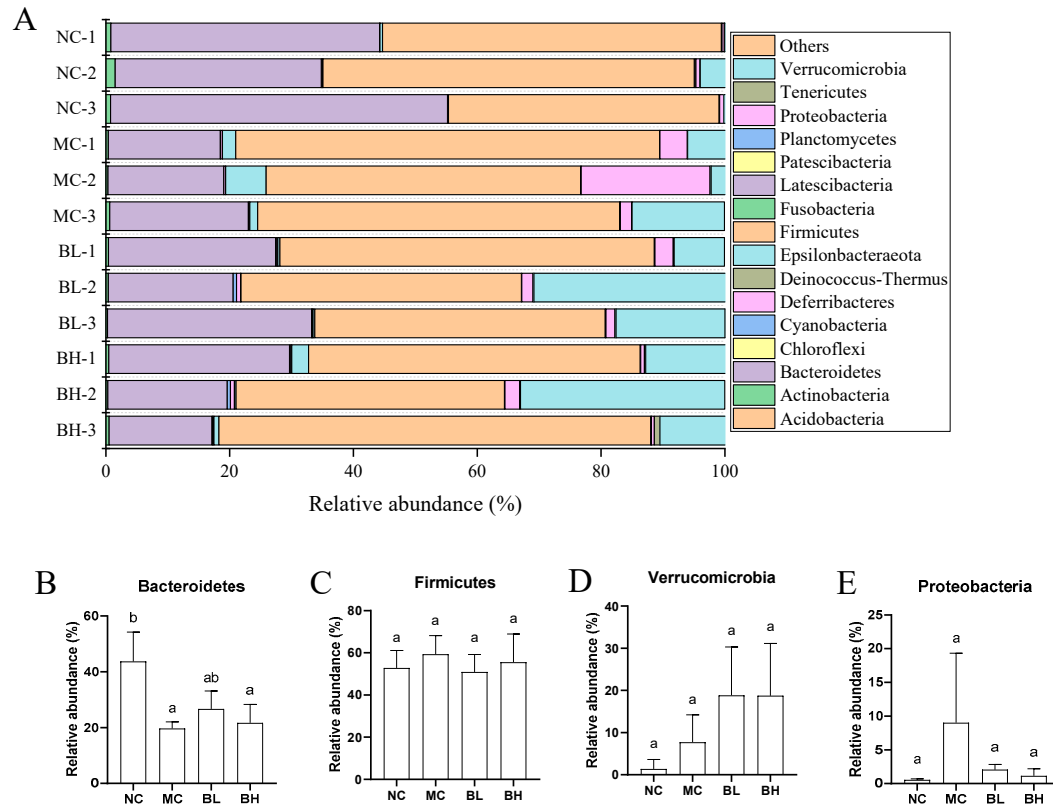 A
NC-1
NC-2
NC-3
MC-1
MC-2
MC-3
BL-1
BL-2
BL-3
BH-1
BH-2
BH-3
0 20 40 60 80 100
Relative abundance (%)
Others
Verrucomicrobia
Tenericutes
Proteobacteria
Planctomycetes
Patescibacteria
Latescibacteria
Fusobacteria
Firmicutes
Epsilonbacteraeota
Deinococcus-Thermus
Deferribacteres
Cyanobacteria
Chloroflexi
Bacteroidetes
Actinobacteria
Acidobacteria
B
Bacteroidetes
Relative abundance (%)
60
40
20
0
b a ab a
NC MC BL BH
C
Firmicutes
Relative abundance (%)
80
60
40
20
0
a a a a
NC MC BL BH
D
Verrucomicrobia
Relative abundance (%)
40
30
20
10
0
a a a a
NC MC BL BH
E
Proteobacteria
Relative abundance (%)
25
20
15
10
5
0
a a a a
NC MC BL BH